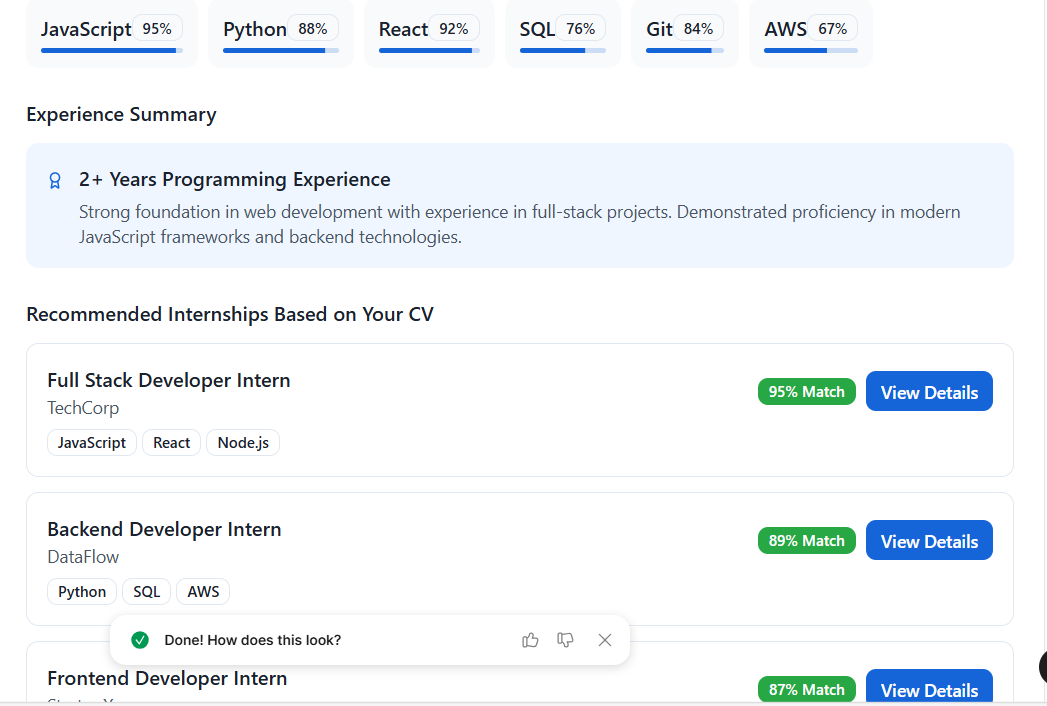 JavaScript 95% Python 88% React 92% SQL 76% Git 84% AWS 67%
Experience Summary
2+ Years Programming Experience
Strong foundation in web development with experience in full-stack projects. Demonstrated proficiency in modern
JavaScript frameworks and backend technologies.
Recommended Internships Based on Your CV
Full Stack Developer Intern
TechCorp
95% Match View Details
JavaScript React Node.js
Backend Developer Intern
DataFlow
89% Match View Details
Python SQL AWS
Done! How does this look?
Frontend Developer Intern
87% Match View Details